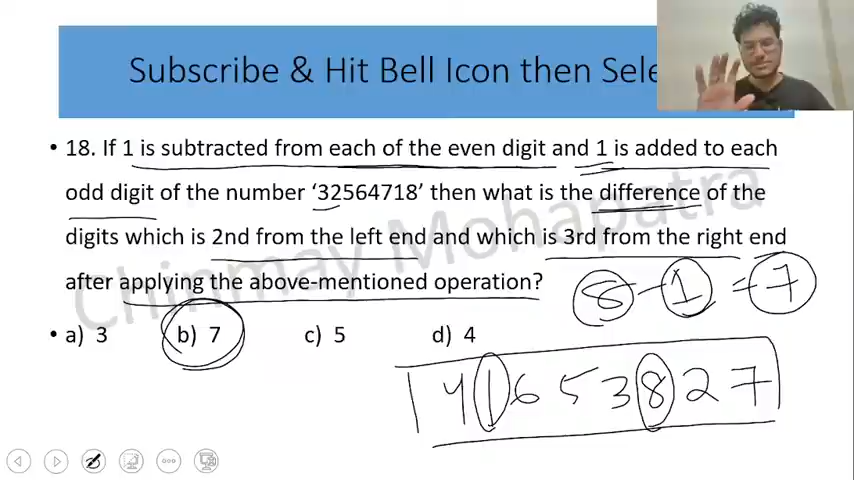 Subscribe & Hit Bell Icon then Sele
• 18. If 1 is subtracted from each of the even digit and 1 is added to each
odd digit of the number ‘32564718’ then what is the difference of the
digits which is 2nd from the left end and which is 3rd from the right end
after applying the above-mentioned operation?
8 - 1 = 7
• a) 3 b) 7 c) 5 d) 4
4 1 6 5 3 8 2 7
Chinmay Mohapatra